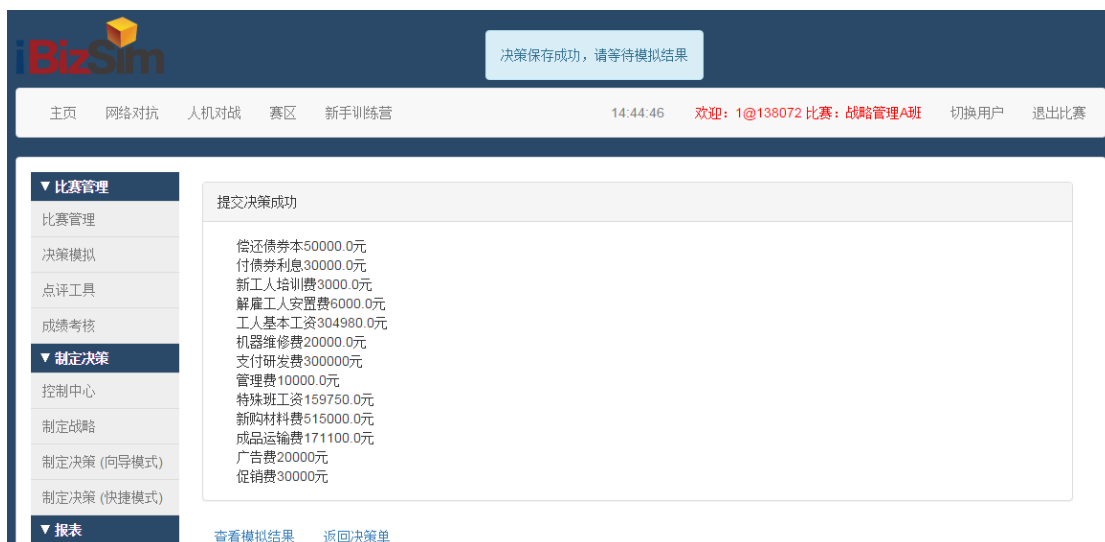 iBizSim
决策保存成功，请等待模拟结果
主页 网络对抗 人机对战 赛区 新手训练营 14:44:46 欢迎：1@138072 比赛：战略管理A班 切换用户 退出比赛
▼ 比赛管理
比赛管理
决策模拟
点评工具
成绩考核
▼ 制定决策
控制中心
制定战略
制定决策 (向导模式)
制定决策 (快捷模式)
▼ 报表
提交决策成功
偿还债券本50000.0元
付债券利息30000.0元
新工人培训费3000.0元
解雇工人安置费6000.0元
工人基本工资304980.0元
机器维修费20000.0元
支付研发费300000元
管理费10000.0元
特殊班工资159750.0元
新购材料费515000.0元
成品运输费171100.0元
广告费20000元
促销费30000元
查看模拟结果 返回决策单